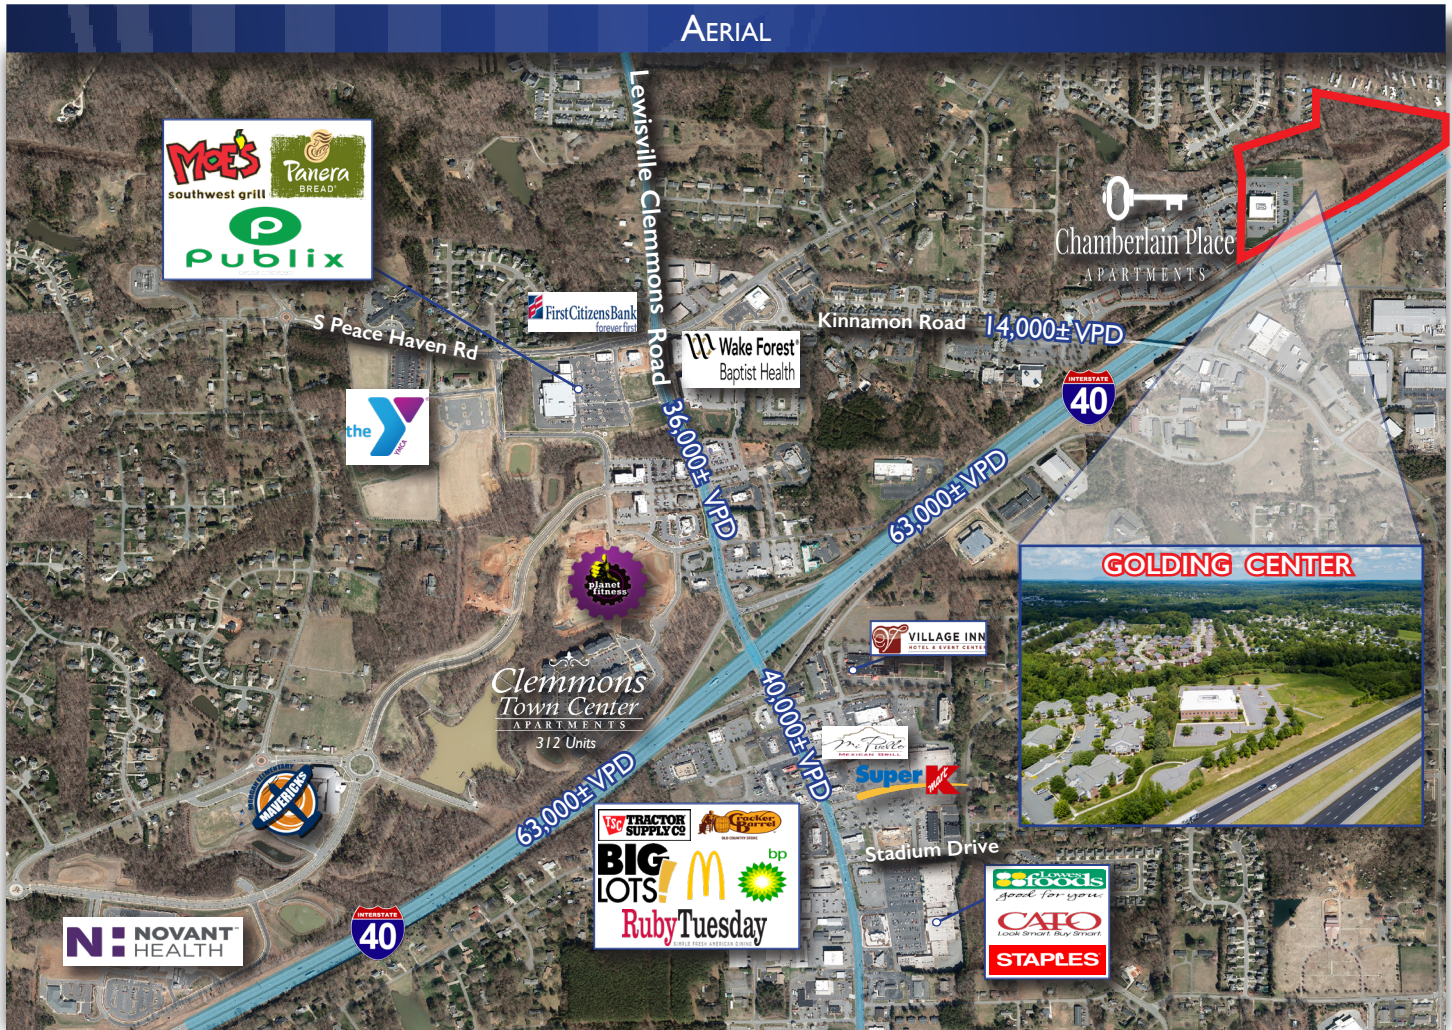 AERIAL
Lewisville Clemmons Road
MOE'S
southwest grill
Panera
BREAD®
P
Publix
Chamberlain Place
APARTMENTS
FirstCitizensBank
forever first
S Peace Haven Rd
Wake Forest®
Baptist Health
Kinnamon Road
14,000± VPD
INTERSTATE
40
the Y
YMCA
36,000± VPD
63,000± VPD
GOLDING CENTER
planet
fitness
VILLAGE INN
HOTEL & EVENT CENTER
Clemmons
Town Center
APARTMENTS
312 Units
40,000± VPD
Mi Pueblo
MEXICAN GRILL
Super K
mart
MAVERICKS
63,000± VPD
TSC TRACTOR
SUPPLY CO
Cracker
Barrel
OLD COUNTRY STORE
BIG
LOTS!
bp
Ruby Tuesday
SIMPLE FRESH AMERICAN DINING
Stadium Drive
Lowes
foods
good for you.
CATO
Look Smart. Buy Smart.
STAPLES
NOVANT
HEALTH
INTERSTATE
40